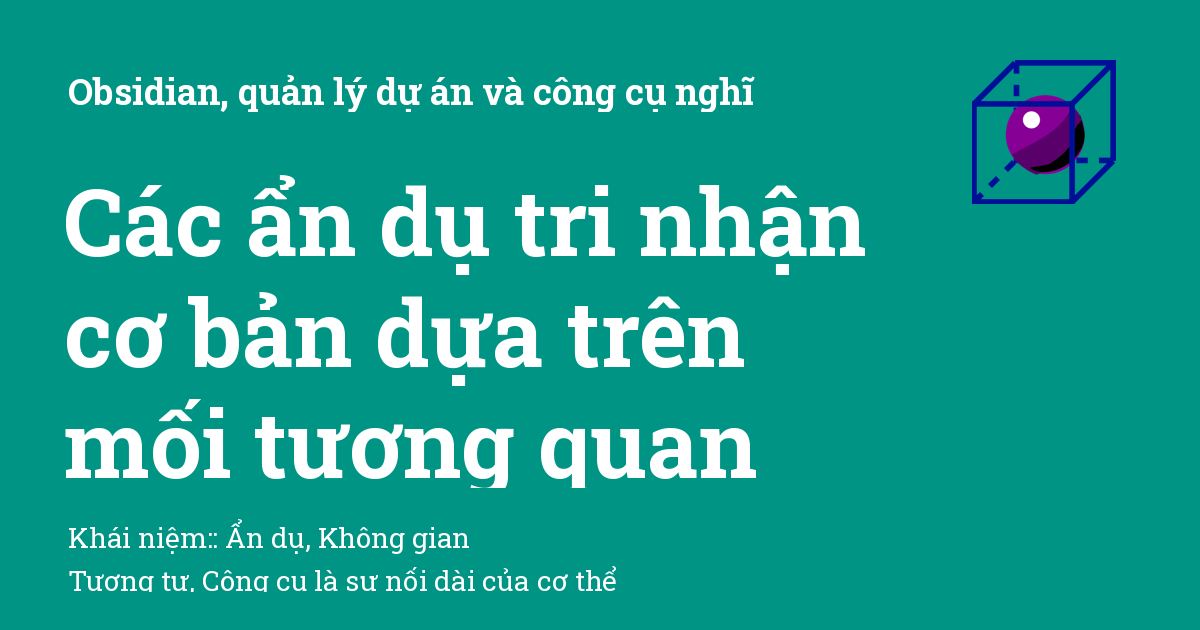 Obsidian, quản lý dự án và công cụ nghĩ
Các ẩn dụ tri nhận
cơ bản dựa trên
mối tương quan
Khái niệm:: Ẩn dụ, Không gian
Tương tự, Công cụ là sự nối dài của cơ thể